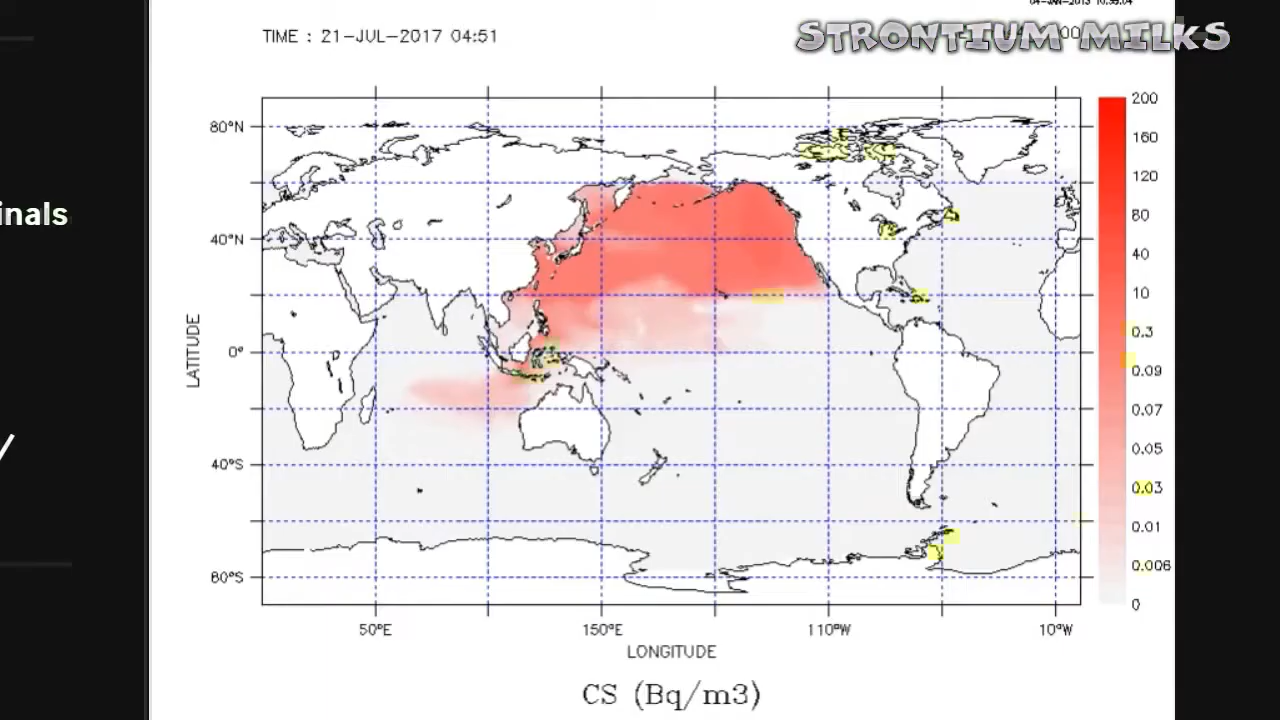 TIME : 21-JUL-2017 04:51
STRONTIUM MILKS
inals
/
200
160
120
80
40
10
0.3
0.09
0.07
0.05
0.03
0.01
0.006
0
80°N
40°N
0°
40°S
80°S
LATITUDE
50°E 150°E 110°W 10°W
LONGITUDE
CS (Bq/m3)